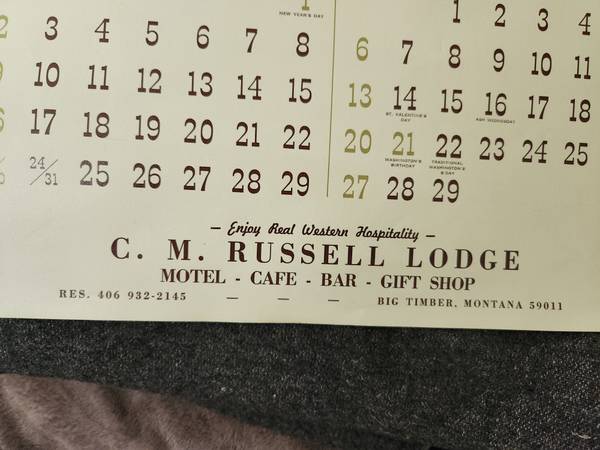 1 1 2 3 4
NEW YEAR'S DAY
2 3 4 5 6 7 8 6 7 8 9 10 11
9 10 11 12 13 14 15 13 14 15 16 17 18
ST. VALENTINE'S DAY ASH WEDNESDAY
17 18 19 20 21 22 20 21 22 23 24 25
WASHINGTON'S BIRTHDAY TRADITIONAL WASHINGTON'S B'DAY
24/31 25 26 27 28 29 27 28 29
— Enjoy Real Western Hospitality —
C. M. RUSSELL LODGE
MOTEL - CAFE - BAR - GIFT SHOP
RES. 406 932-2145 — — — BIG TIMBER, MONTANA 59011